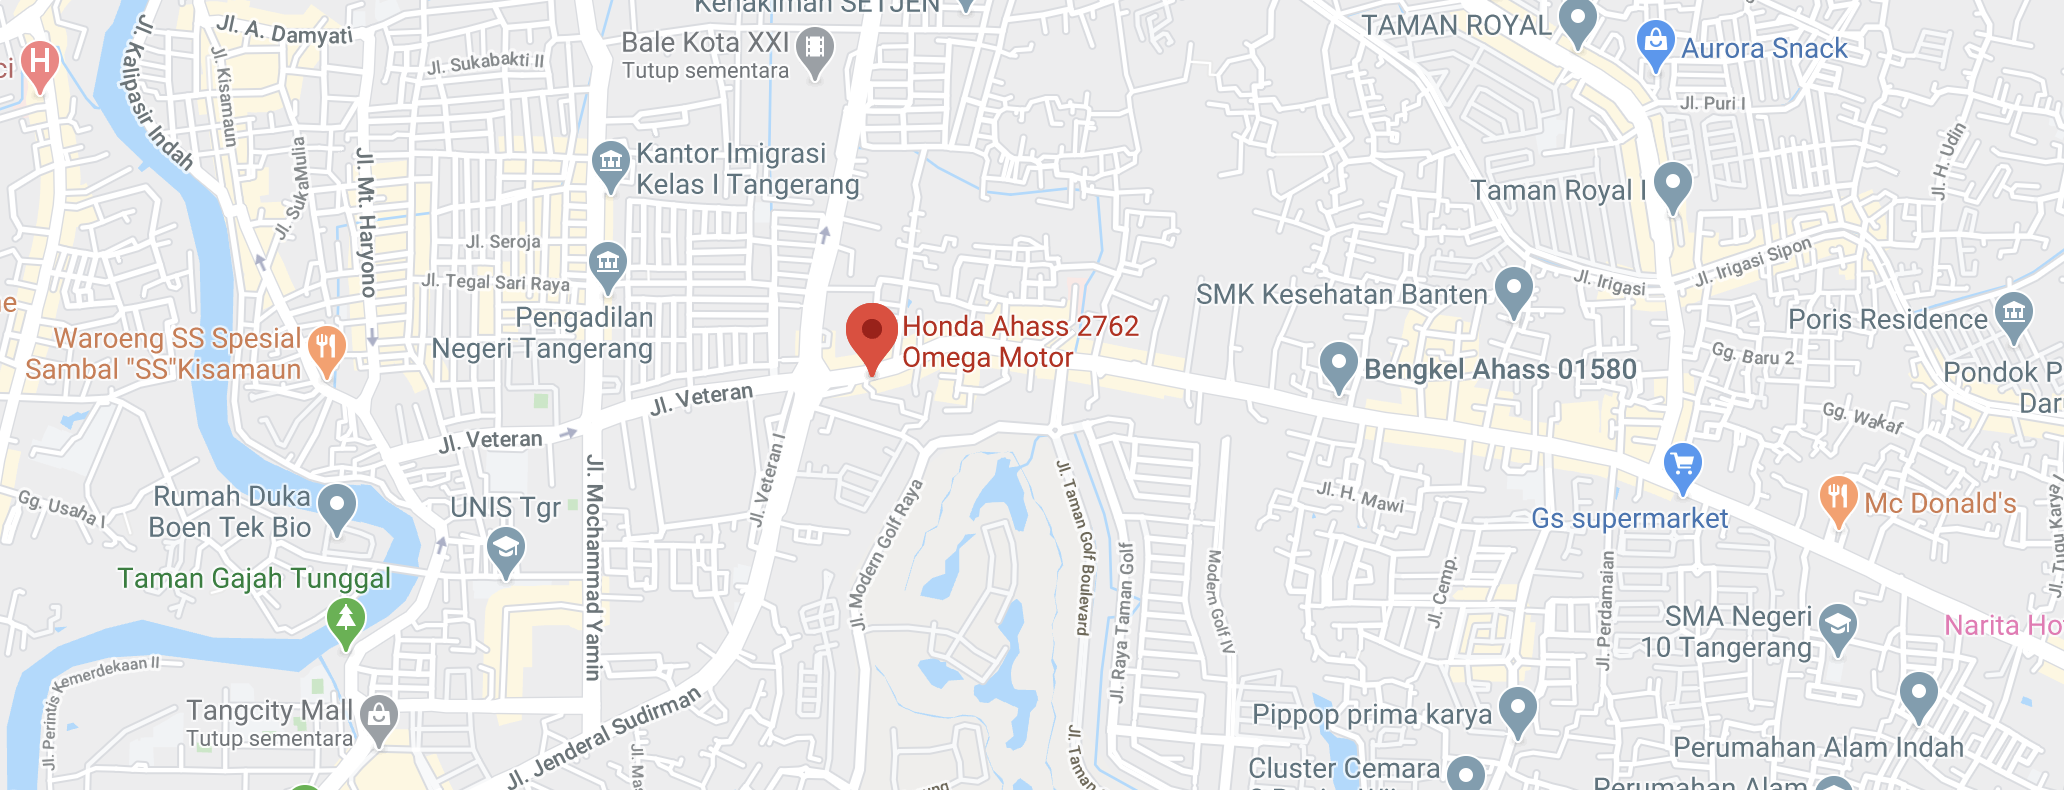 Kehakiman SETJEN
Jl. A. Damyati
Jl. Kalipasir Indah
Jl. Kisamaun
Jl. Sukabakti II
Bale Kota XXI
Tutup sementara
TAMAN ROYAL
Aurora Snack
Jl. Puri I
H
ci
Jl. SukaMulia
Jl. Mt. Haryono
Kantor Imigrasi
Kelas I Tangerang
Taman Royal I
Jl. H. Udin
Jl. Seroja
Jl. Tegal Sari Raya
Jl. Irigasi
Jl. Irigasi Sipon
SMK Kesehatan Banten
ne
Waroeng SS Spesial
Sambal "SS"Kisamaun
Pengadilan
Negeri Tangerang
Honda Ahass 2762
Omega Motor
Poris Residence
Gg. Baru 2
Bengkel Ahass 01580
Pondok P
Dar
Jl. Veteran
Jl. Veteran
Gg. Wakaf
Jl. Veteran I
Gg. Usaha I
Rumah Duka
Boen Tek Bio
UNIS Tgr
Jl. Mochammad Yamin
Jl. Modern Golf Raya
Jl. Taman Golf Boulevard
Jl. Raya Taman Golf
Modern Golf IV
Jl. H. Mawi
Gs supermarket
Mc Donald's
Taman Gajah Tunggal
Jl. Cemp.
Jl. Perdamaian
SMA Negeri
10 Tangerang
Narita Ho
Jl. Perintis Kemerdekaan II
Tangcity Mall
Tutup sementara
Jl. Jenderal Sudirman
Jl. Ma
Jl. Taman
Pippop prima karya
Perumahan Alam Indah
Cluster Cemara
Perumahan Alam